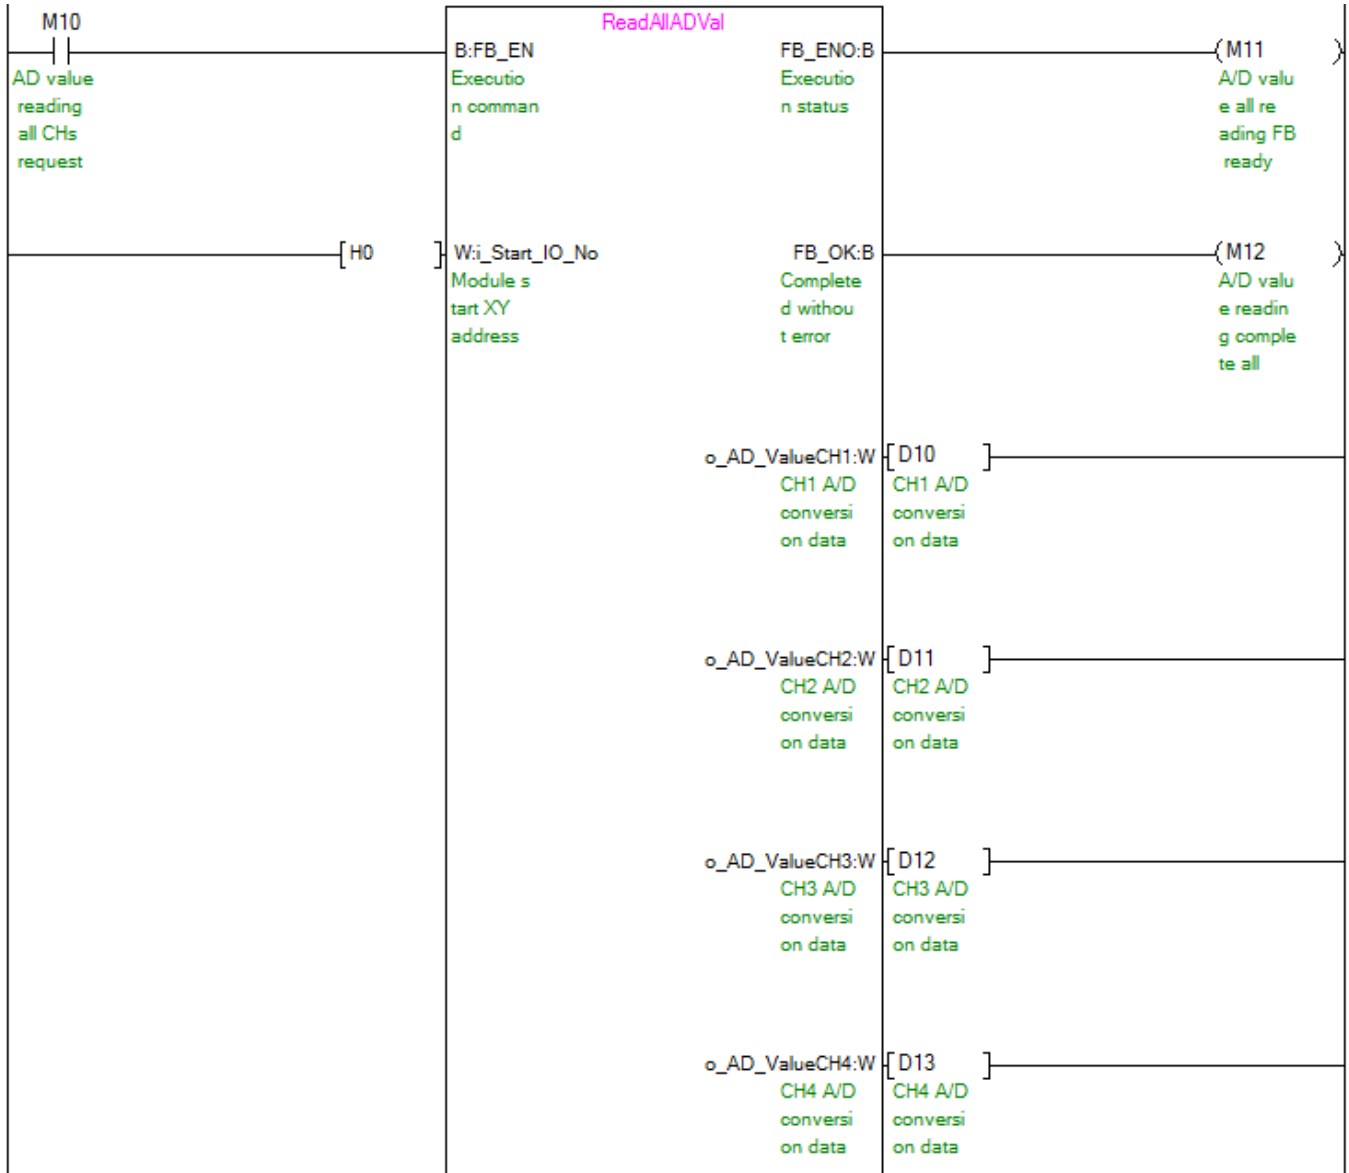 M10
ReadAllADVal
B:FB_EN
FB_ENO:B
(M11 )
AD value
reading
all CHs
request
Executio
n comman
d
Executio
n status
A/D valu
e all re
ading FB
ready
[H0 ]
W:i_Start_IO_No
FB_OK:B
(M12 )
Module s
tart XY
address
Complete
d withou
t error
A/D valu
e readin
g comple
te all
o_AD_ValueCH1:W
[D10 ]
CH1 A/D
conversi
on data
CH1 A/D
conversi
on data
o_AD_ValueCH2:W
[D11 ]
CH2 A/D
conversi
on data
CH2 A/D
conversi
on data
o_AD_ValueCH3:W
[D12 ]
CH3 A/D
conversi
on data
CH3 A/D
conversi
on data
o_AD_ValueCH4:W
[D13 ]
CH4 A/D
conversi
on data
CH4 A/D
conversi
on data